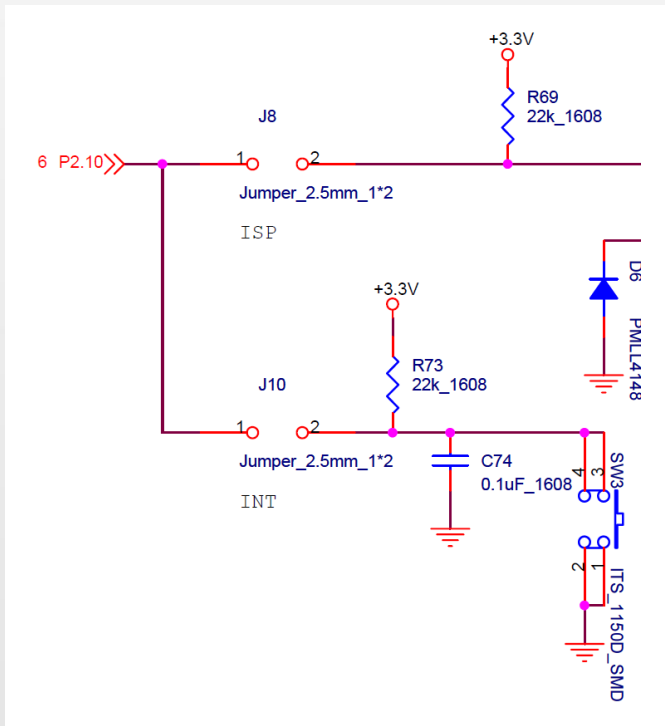 +3.3V
R69
22k_1608
J8
6 P2.10
1
2
Jumper_2.5mm_1*2
ISP
D6
PMLL4148
+3.3V
R73
22k_1608
J10
1
2
Jumper_2.5mm_1*2
INT
C74
0.1uF_1608
4
3
SW3
2
1
ITS_1150D_SMD